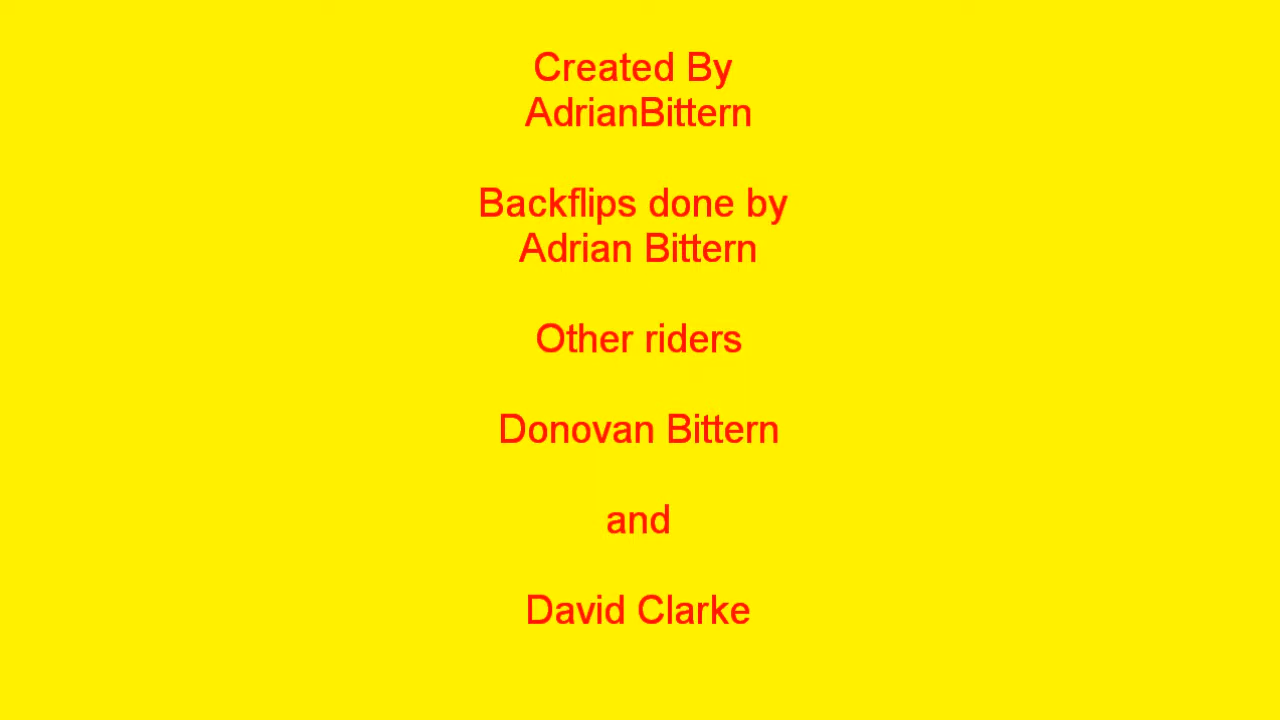 Created By
AdrianBittern
Backflips done by
Adrian Bittern
Other riders
Donovan Bittern
and
David Clarke